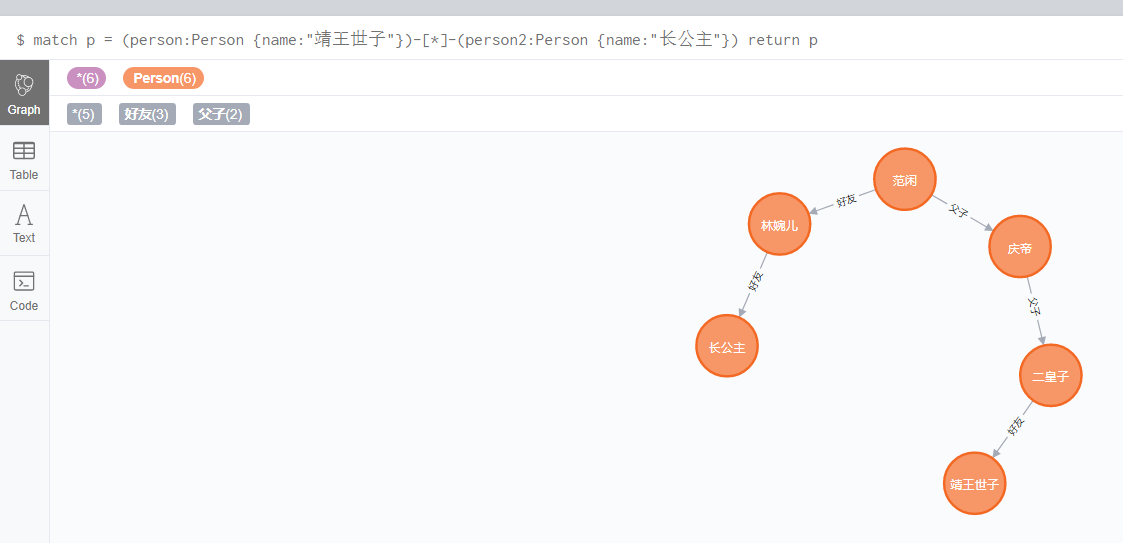 $ match p = (person:Person {name:"靖王世子"})-[*]-(person2:Person {name:"长公主"}) return p
*(6) Person(6)
*(5) 好友(3) 父子(2)
Graph
Table
Text
Code
范闲
好友
父子
林婉儿
庆帝
好友
父子
长公主
二皇子
好友
靖王世子